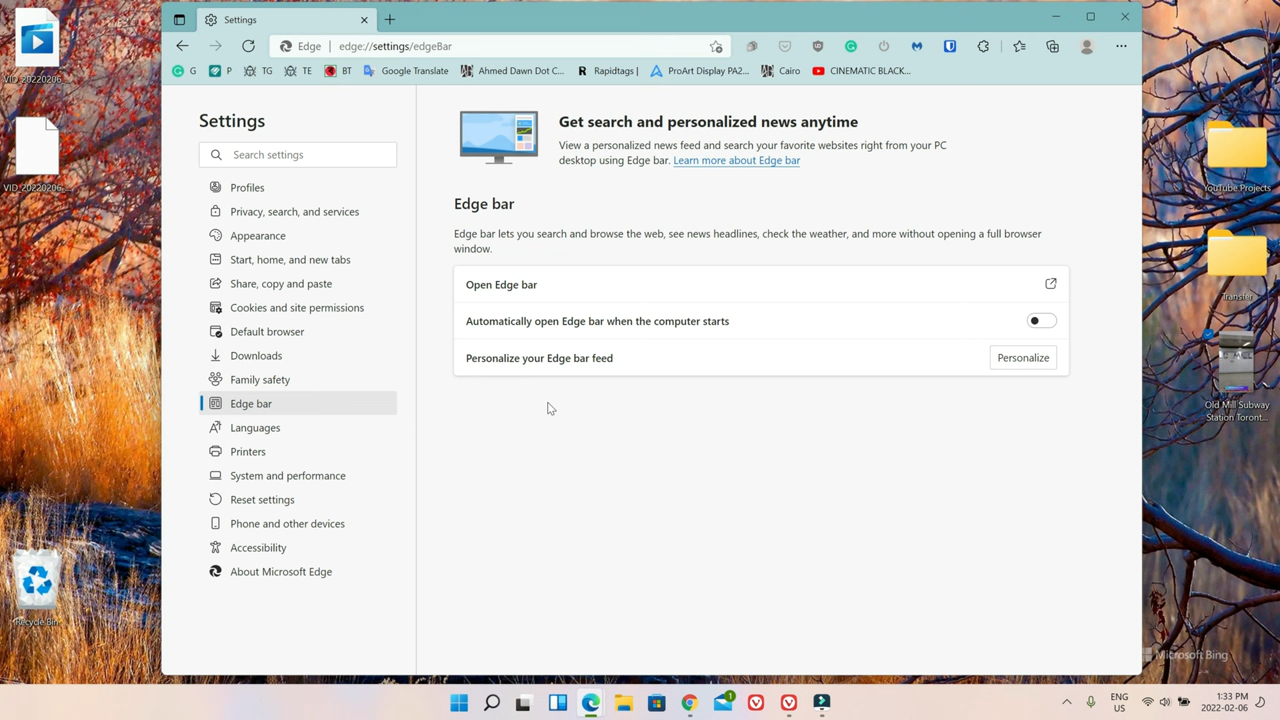 Settings
Edge
edge://settings/edgeBar
G
P
TG
TE
BT
Google Translate
Ahmed Dawn Dot C...
Rapidtags |
ProArt Display PA2...
Cairo
CINEMATIC BLACK...
Settings
Search settings
Profiles
Privacy, search, and services
Appearance
Start, home, and new tabs
Share, copy and paste
Cookies and site permissions
Default browser
Downloads
Family safety
Edge bar
Languages
Printers
System and performance
Reset settings
Phone and other devices
Accessibility
About Microsoft Edge
Get search and personalized news anytime
View a personalized news feed and search your favorite websites right from your PC
desktop using Edge bar. Learn more about Edge bar
Edge bar
Edge bar lets you search and browse the web, see news headlines, check the weather, and more without opening a full browser
window.
Open Edge bar
Automatically open Edge bar when the computer starts
Personalize your Edge bar feed
Personalize
VID_20220206...
VID_20220206...
Recycle Bin
YouTube Projects
Transfer
Old Mill Subway
Station Toront...
Microsoft Bing
1
ENG
US
1:33 PM
2022-02-06